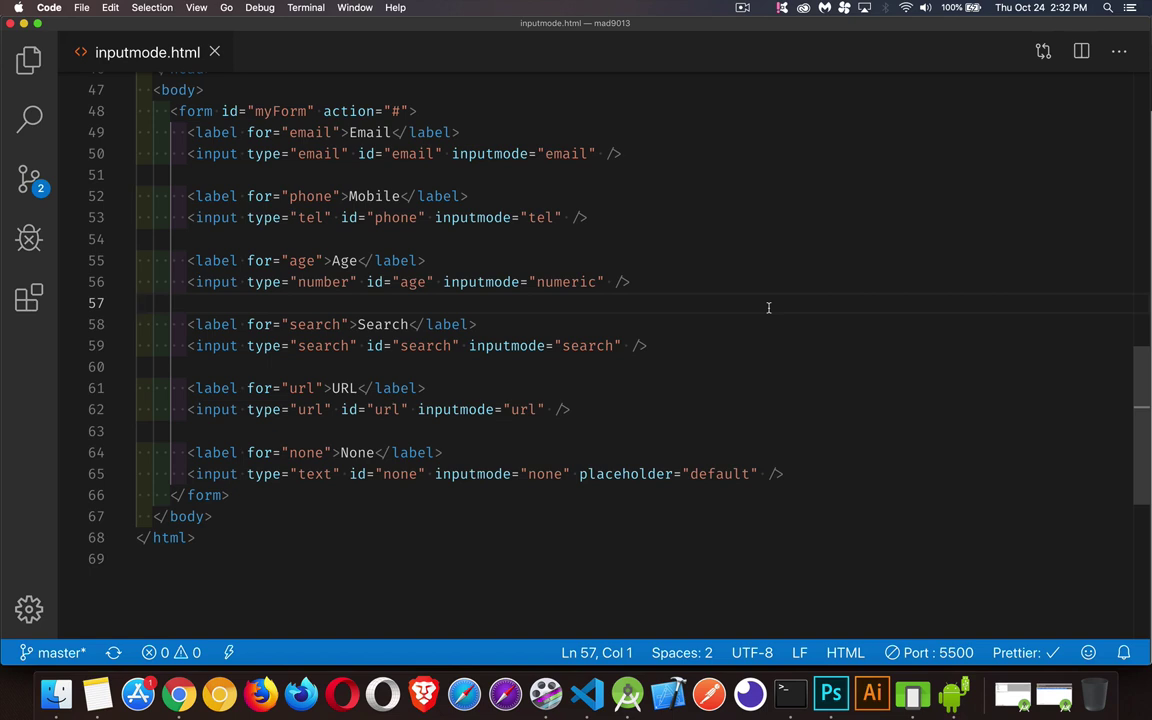 Code File Edit Selection View Go Debug Terminal Window Help 100% Thu Oct 24 2:32 PM
inputmode.html — mad9013
<> inputmode.html
47 <body>
48 <form id="myForm" action="#">
49 <label for="email">Email</label>
50 <input type="email" id="email" inputmode="email" />
51
52 <label for="phone">Mobile</label>
53 <input type="tel" id="phone" inputmode="tel" />
54
55 <label for="age">Age</label>
56 <input type="number" id="age" inputmode="numeric" />
57
58 <label for="search">Search</label>
59 <input type="search" id="search" inputmode="search" />
60
61 <label for="url">URL</label>
62 <input type="url" id="url" inputmode="url" />
63
64 <label for="none">None</label>
65 <input type="text" id="none" inputmode="none" placeholder="default" />
66 </form>
67 </body>
68 </html>
69
2
master* 0 0 Ln 57, Col 1 Spaces: 2 UTF-8 LF HTML Port : 5500 Prettier: ✓
1
Ps Ai